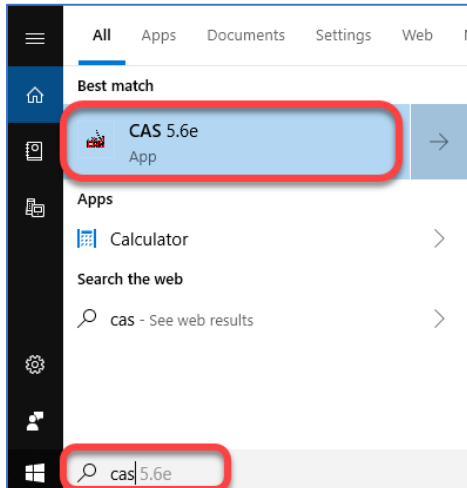 All Apps Documents Settings Web
Best match
CAS 5.6e
App
Apps
Calculator
Search the web
cas - See web results
cas 5.6e